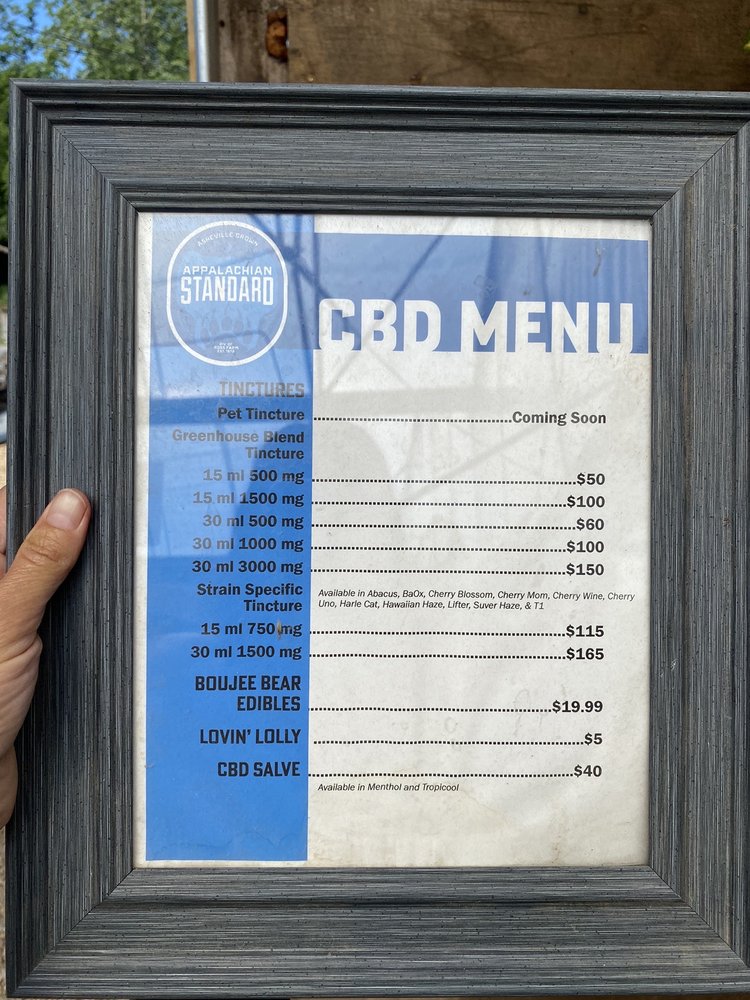 ASHEVILLE GROWN
APPALACHIAN
STANDARD
DIV OF
ROSS FARM
CBD MENU
TINCTURES
Pet Tincture ................ Coming Soon
Greenhouse Blend
Tincture
15 ml 500 mg ................ $50
15 ml 1500 mg ................ $100
30 ml 500 mg ................ $60
30 ml 1000 mg ................ $100
30 ml 3000 mg ................ $150
Strain Specific
Tincture
Available in Abacus, BaOx, Cherry Blossom, Cherry Mom, Cherry Wine, Cherry
Uno, Harle Cat, Hawaiian Haze, Lifter, Suver Haze, & T1
15 ml 750 mg ................ $115
30 ml 1500 mg ................ $165
BOUJEE BEAR
EDIBLES ................ $19.99
LOVIN' LOLLY ................ $5
CBD SALVE ................ $40
Available in Menthol and Tropicool